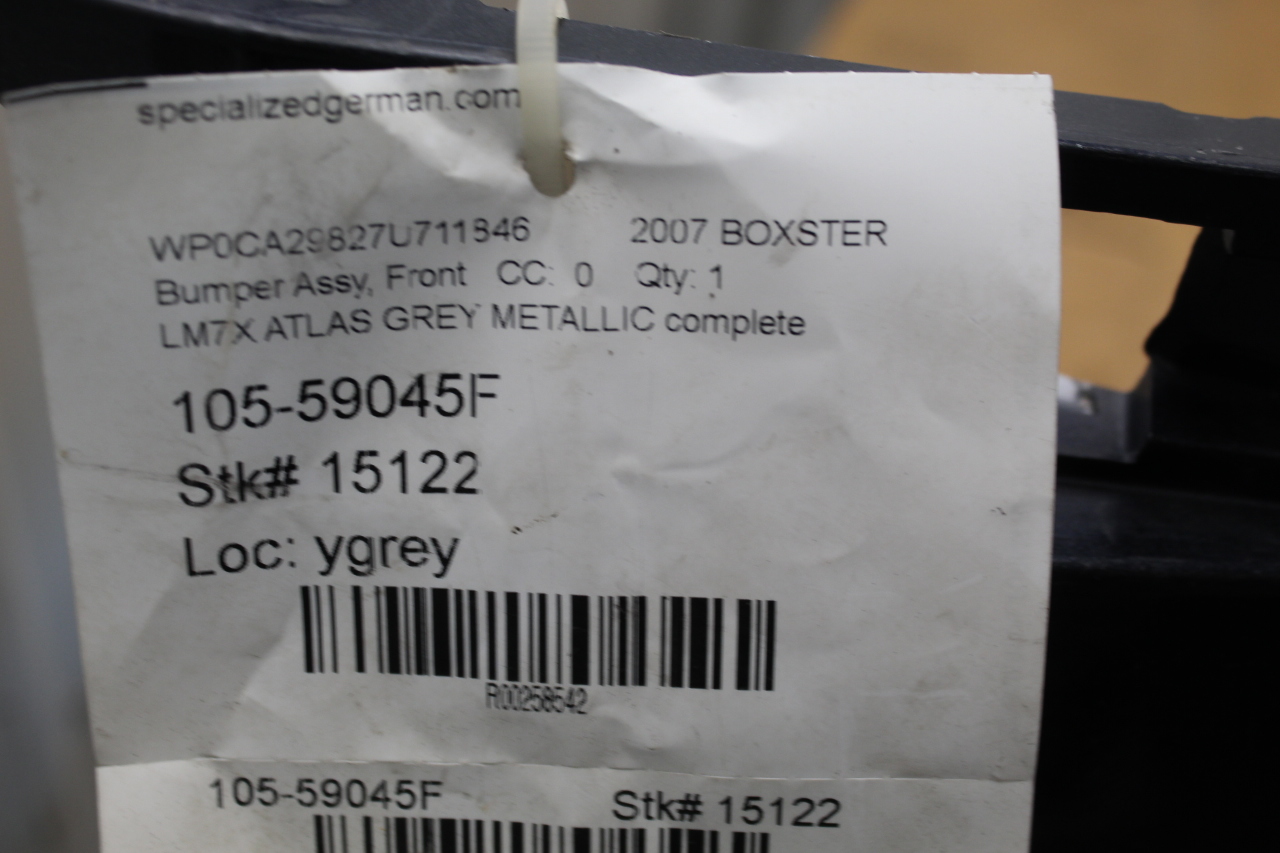 specializedgerman.com
WP0CA29827U711846 2007 BOXSTER
Bumper Assy, Front CC: 0 Qty: 1
LM7X ATLAS GREY METALLIC complete
105-59045F
Stk# 15122
Loc: ygrey
R00258542
105-59045F Stk# 15122